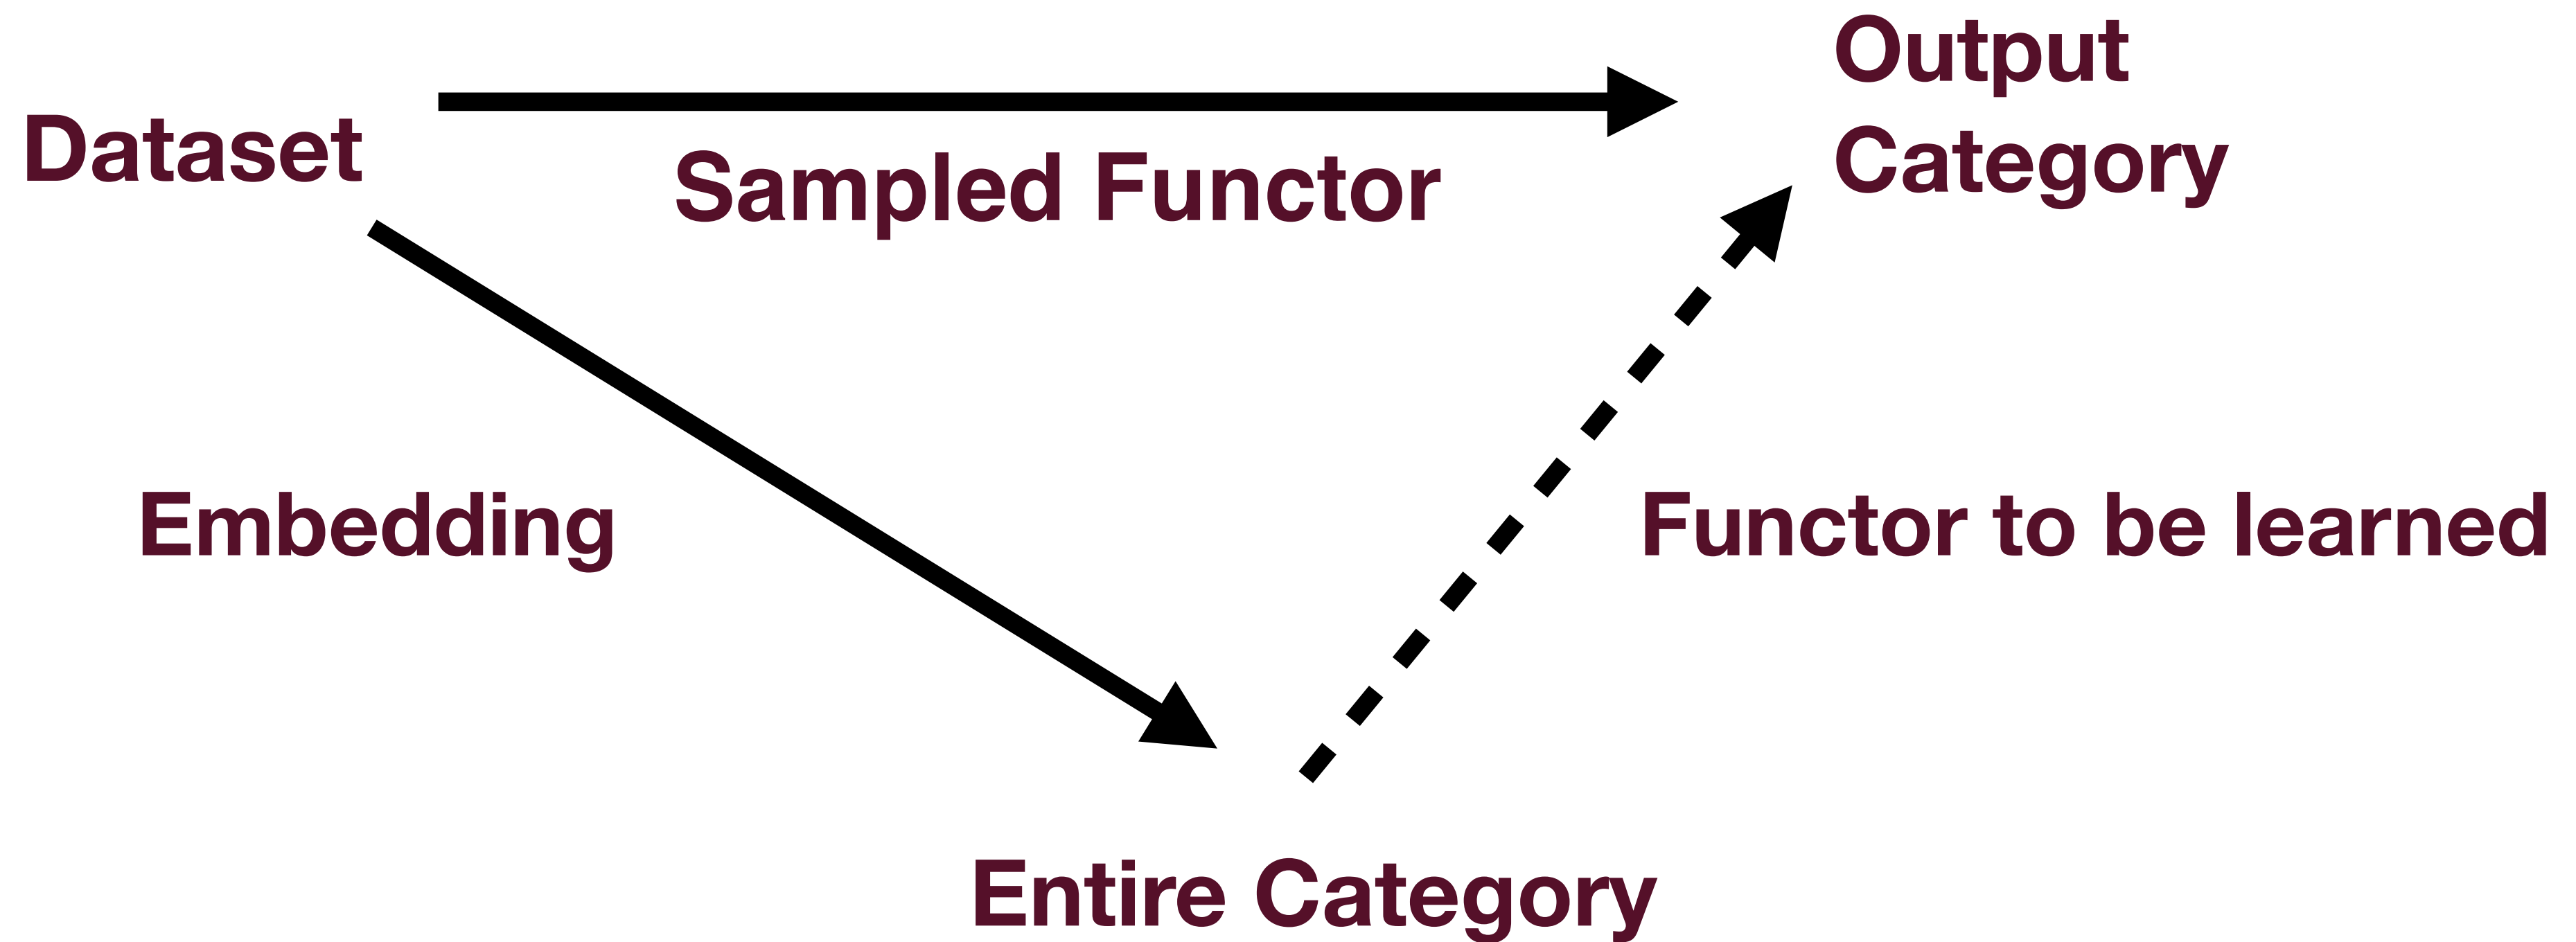 Output
Category
Dataset
Sampled Functor
Embedding
Functor to be learned
Entire Category